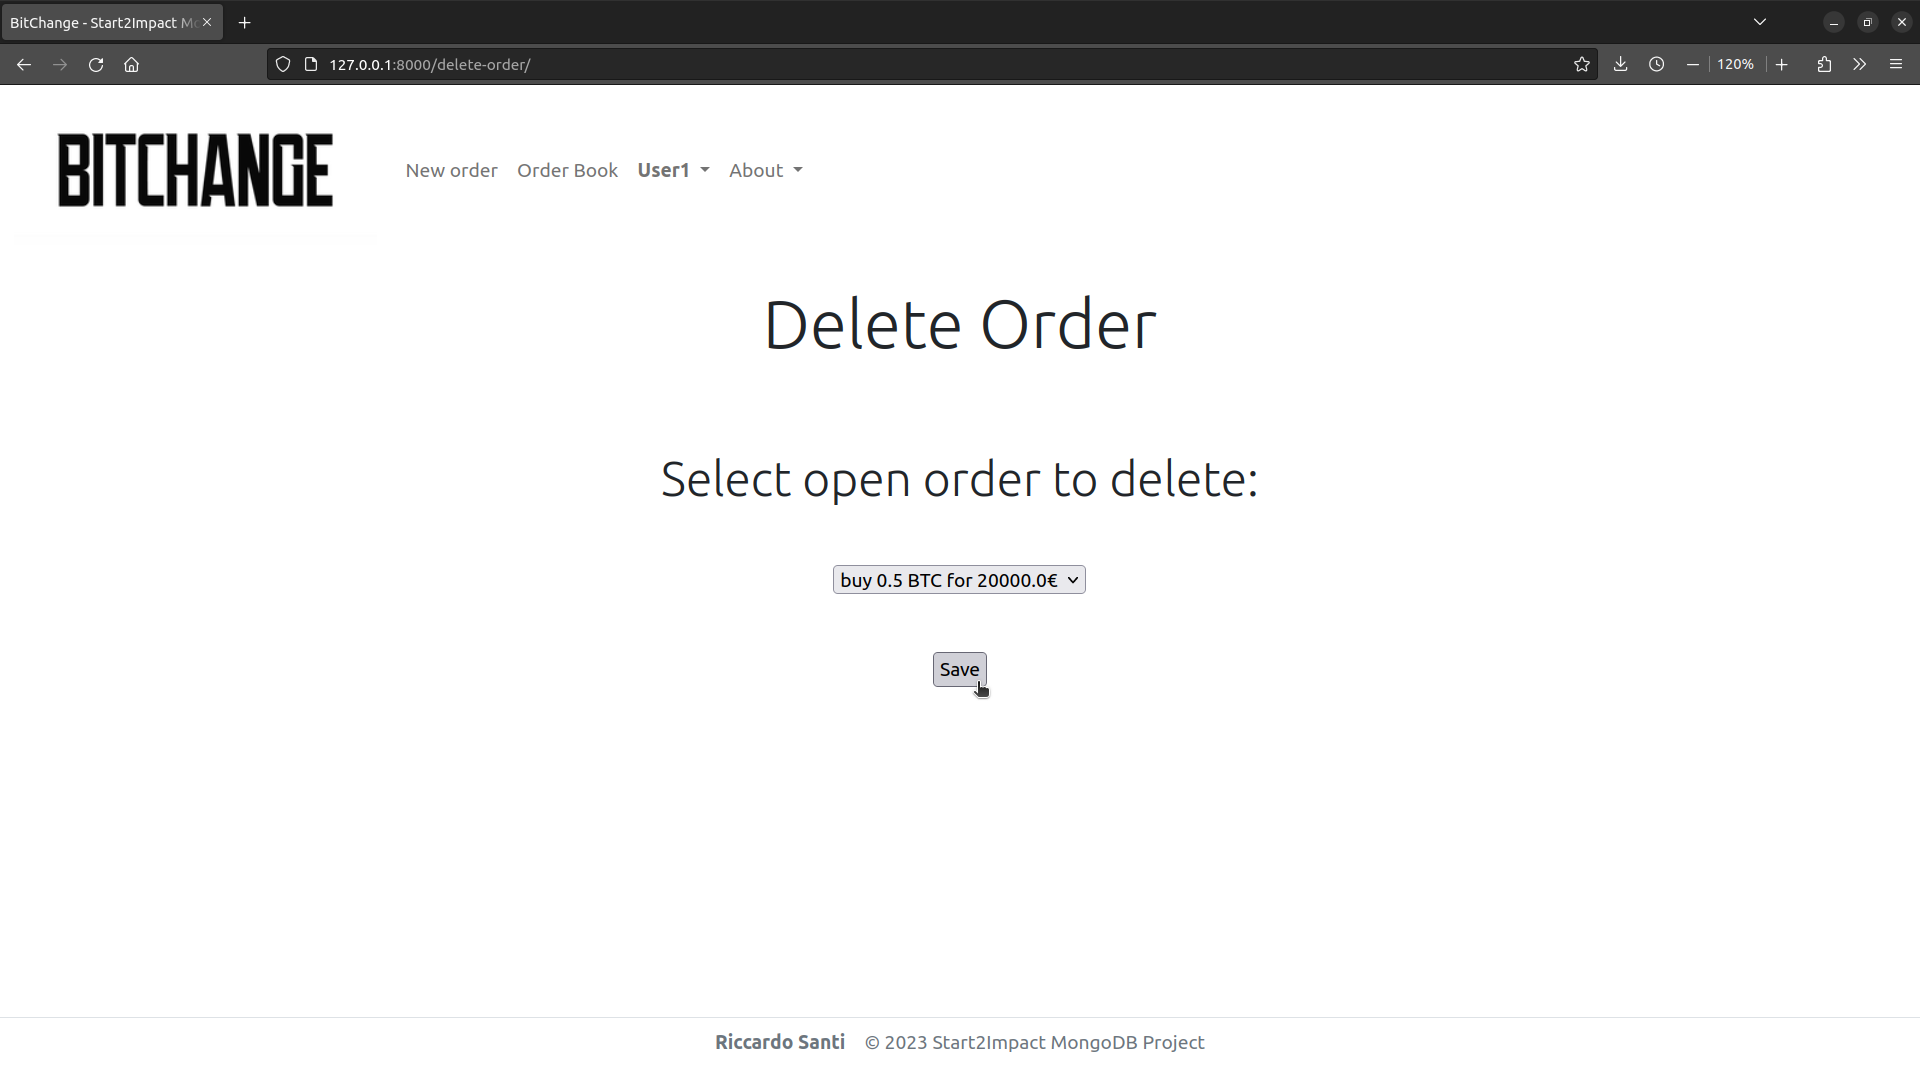 BitChange - Start2Impact M
127.0.0.1:8000/delete-order/
120%
BITCHANGE
New order
Order Book
User1
About
Delete Order
Select open order to delete:
buy 0.5 BTC for 20000.0€
Save
Riccardo Santi © 2023 Start2Impact MongoDB Project